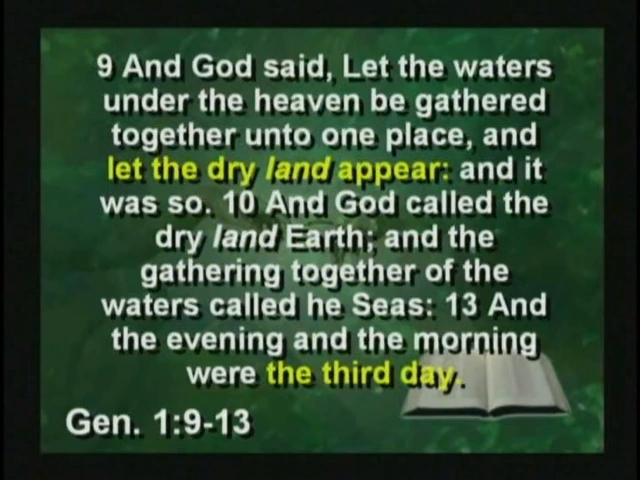 9 And God said, Let the waters
under the heaven be gathered
together unto one place, and
let the dry land appear: and it
was so. 10 And God called the
dry land Earth; and the
gathering together of the
waters called he Seas: 13 And
the evening and the morning
were the third day.
Gen. 1:9-13